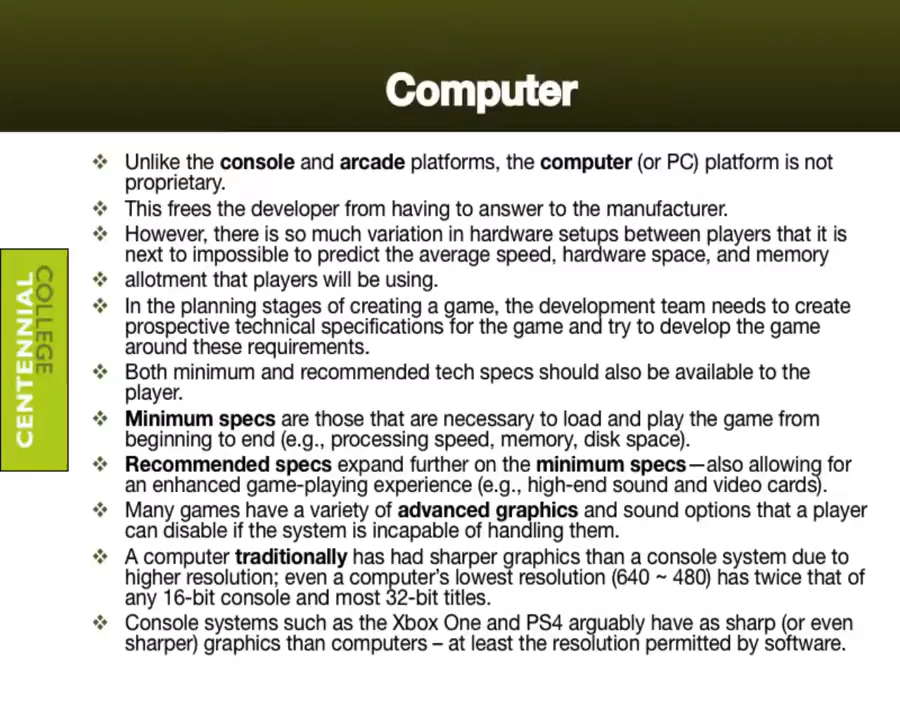 Computer
❖ Unlike the console and arcade platforms, the computer (or PC) platform is not
proprietary.
❖ This frees the developer from having to answer to the manufacturer.
❖ However, there is so much variation in hardware setups between players that it is
next to impossible to predict the average speed, hardware space, and memory
❖ allotment that players will be using.
❖ In the planning stages of creating a game, the development team needs to create
prospective technical specifications for the game and try to develop the game
around these requirements.
❖ Both minimum and recommended tech specs should also be available to the
player.
❖ Minimum specs are those that are necessary to load and play the game from
beginning to end (e.g., processing speed, memory, disk space).
❖ Recommended specs expand further on the minimum specs—also allowing for
an enhanced game-playing experience (e.g., high-end sound and video cards).
❖ Many games have a variety of advanced graphics and sound options that a player
can disable if the system is incapable of handling them.
❖ A computer traditionally has had sharper graphics than a console system due to
higher resolution; even a computer's lowest resolution (640 ~ 480) has twice that of
any 16-bit console and most 32-bit titles.
❖ Console systems such as the Xbox One and PS4 arguably have as sharp (or even
sharper) graphics than computers – at least the resolution permitted by software.
CENTENNIAL
COLLEGE